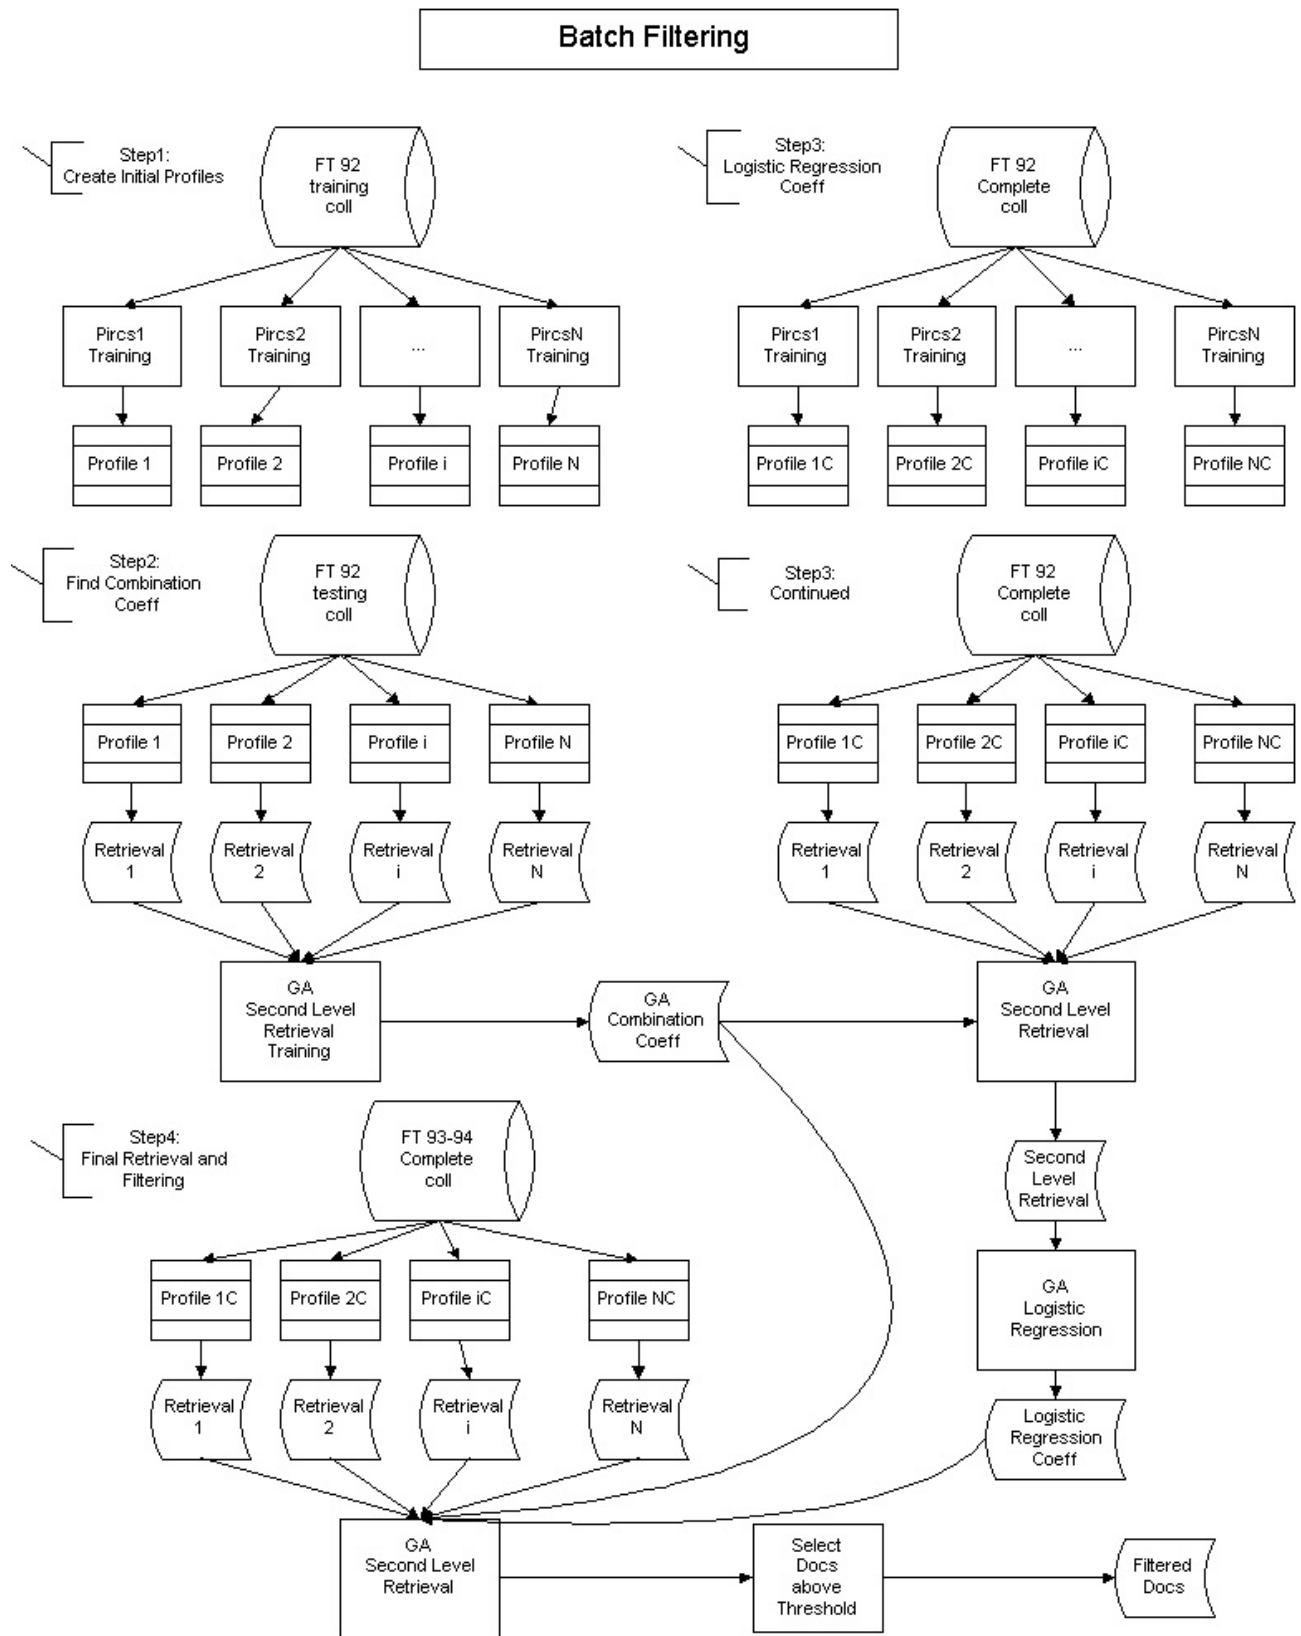 Batch Filtering
Step1:
Create Initial Profiles
FT 92
training
coll
Pircs1
Training
Pircs2
Training
...
PircsN
Training
Profile 1
Profile 2
Profile i
Profile N
Step3:
Logistic Regression
Coeff
FT 92
Complete
coll
Pircs1
Training
Pircs2
Training
...
PircsN
Training
Profile 1C
Profile 2C
Profile iC
Profile NC
Step2:
Find Combination
Coeff
FT 92
testing
coll
Profile 1
Profile 2
Profile i
Profile N
Retrieval
1
Retrieval
2
Retrieval
i
Retrieval
N
GA
Second Level
Retrieval
Training
GA
Combination
Coeff
Step3:
Continued
FT 92
Complete
coll
Profile 1C
Profile 2C
Profile iC
Profile NC
Retrieval
1
Retrieval
2
Retrieval
i
Retrieval
N
GA
Second Level
Retrieval
Second
Level
Retrieval
GA
Logistic
Regression
Logistic
Regression
Coeff
Step4:
Final Retrieval and
Filtering
FT 93-94
Complete
coll
Profile 1C
Profile 2C
Profile iC
Profile NC
Retrieval
1
Retrieval
2
Retrieval
i
Retrieval
N
GA
Second Level
Retrieval
Select
Docs
above
Threshold
Filtered
Docs